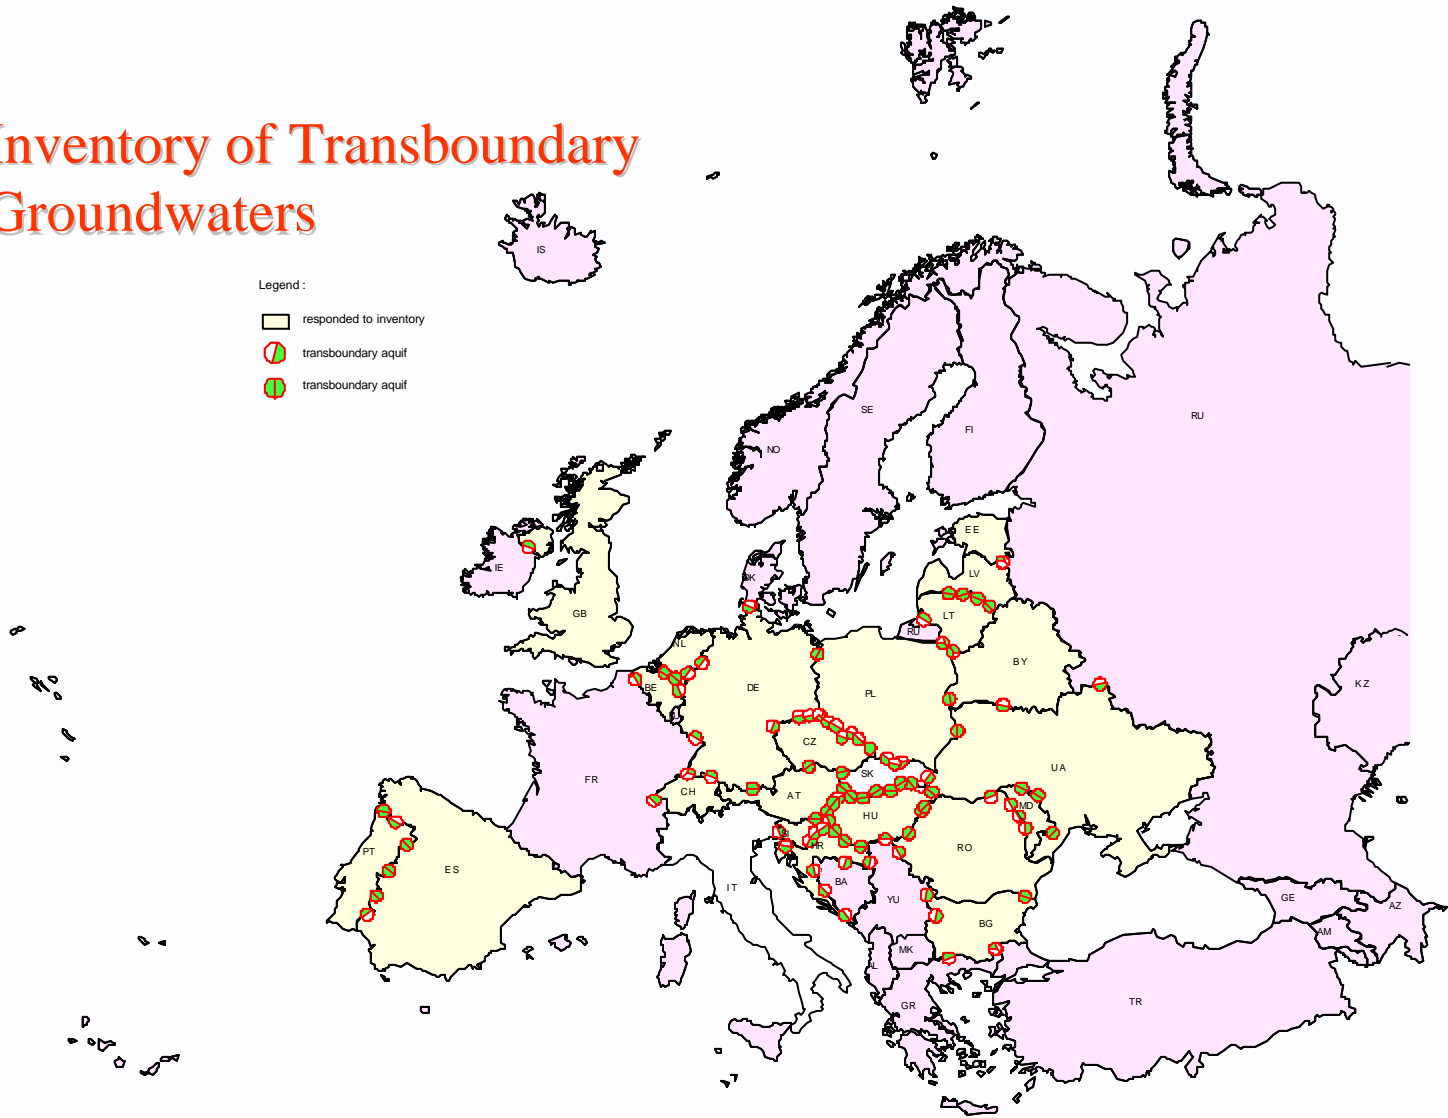 Inventory of Transboundary
Groundwaters
IS
Legend :
responded to inventory
transboundary aquif
transboundary aquif
SE
RU
FI
NO
EE
IE
LV
DK
GB
LT
RU
NL
BY
BE
DE
PL
KZ
CZ
UA
SK
FR
CH
AT
MD
HU
SI
HR
RO
PT
ES
BA
IT
YU
GE
AZ
BG
AM
MK
AL
TR
GR